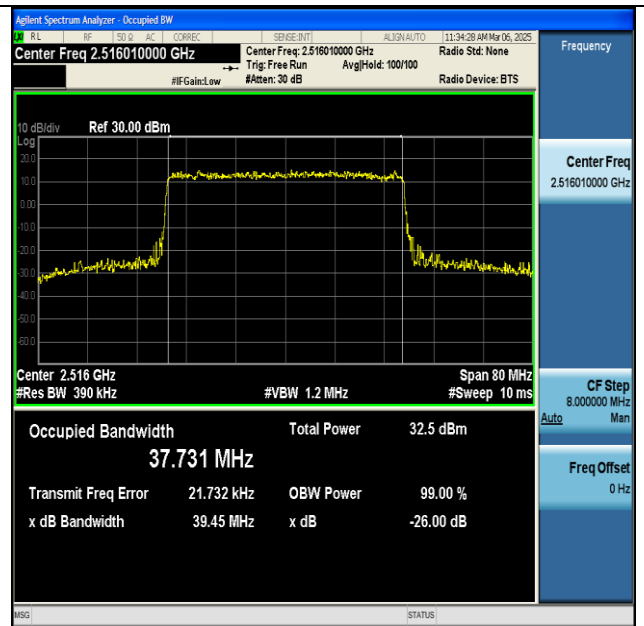 Agilent Spectrum Analyzer - Occupied BW
LXI RL RF 50 Ω AC CORREC SENSE:INT ALIGN AUTO 11:34:28 AM Mar 06, 2025
Center Freq 2.516010000 GHz
Center Freq: 2.516010000 GHz
Radio Std: None
Trig: Free Run Avg|Hold: 100/100
#IFGain:Low #Atten: 30 dB
Radio Device: BTS
10 dB/div Ref 30.00 dBm
Log
20.0
10.0
0.00
-10.0
-20.0
-30.0
-40.0
-50.0
-60.0
Center 2.516 GHz
Span 80 MHz
#Res BW 390 kHz
#VBW 1.2 MHz
#Sweep 10 ms
Occupied Bandwidth
Total Power 32.5 dBm
37.731 MHz
Transmit Freq Error 21.732 kHz OBW Power 99.00 %
x dB Bandwidth 39.45 MHz x dB -26.00 dB
Frequency
Center Freq
2.516010000 GHz
CF Step
8.000000 MHz
Auto Man
Freq Offset
0 Hz
MSG STATUS